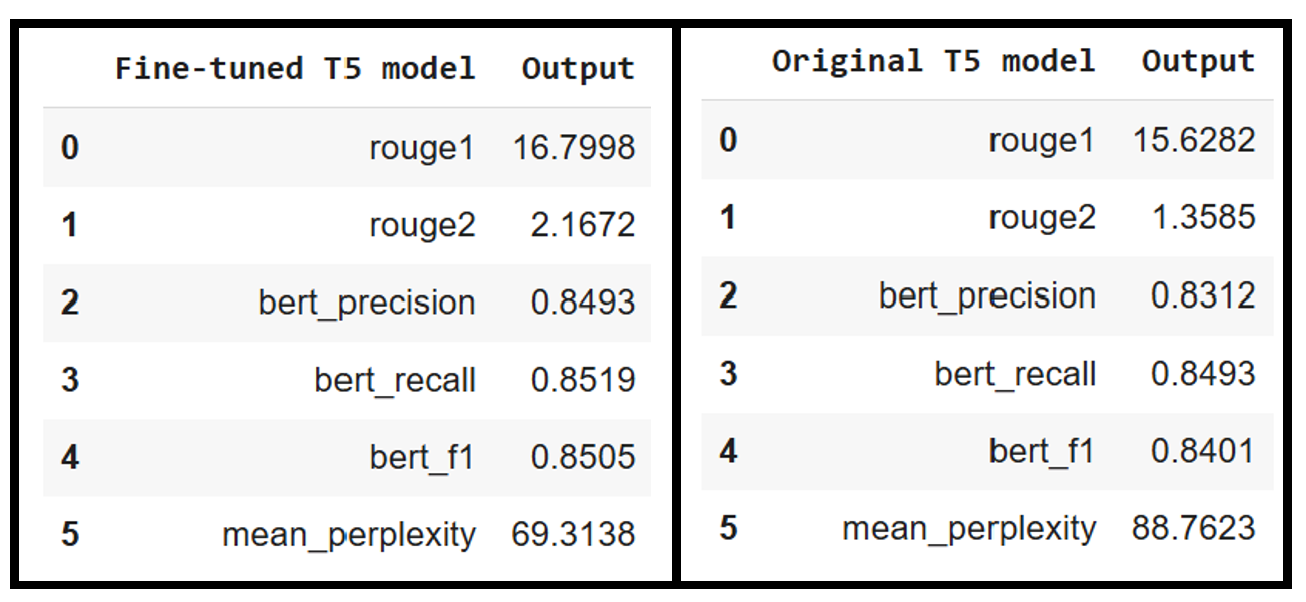 Fine-tuned T5 model Output
0 rouge1 16.7998
1 rouge2 2.1672
2 bert_precision 0.8493
3 bert_recall 0.8519
4 bert_f1 0.8505
5 mean_perplexity 69.3138
Original T5 model Output
0 rouge1 15.6282
1 rouge2 1.3585
2 bert_precision 0.8312
3 bert_recall 0.8493
4 bert_f1 0.8401
5 mean_perplexity 88.7623